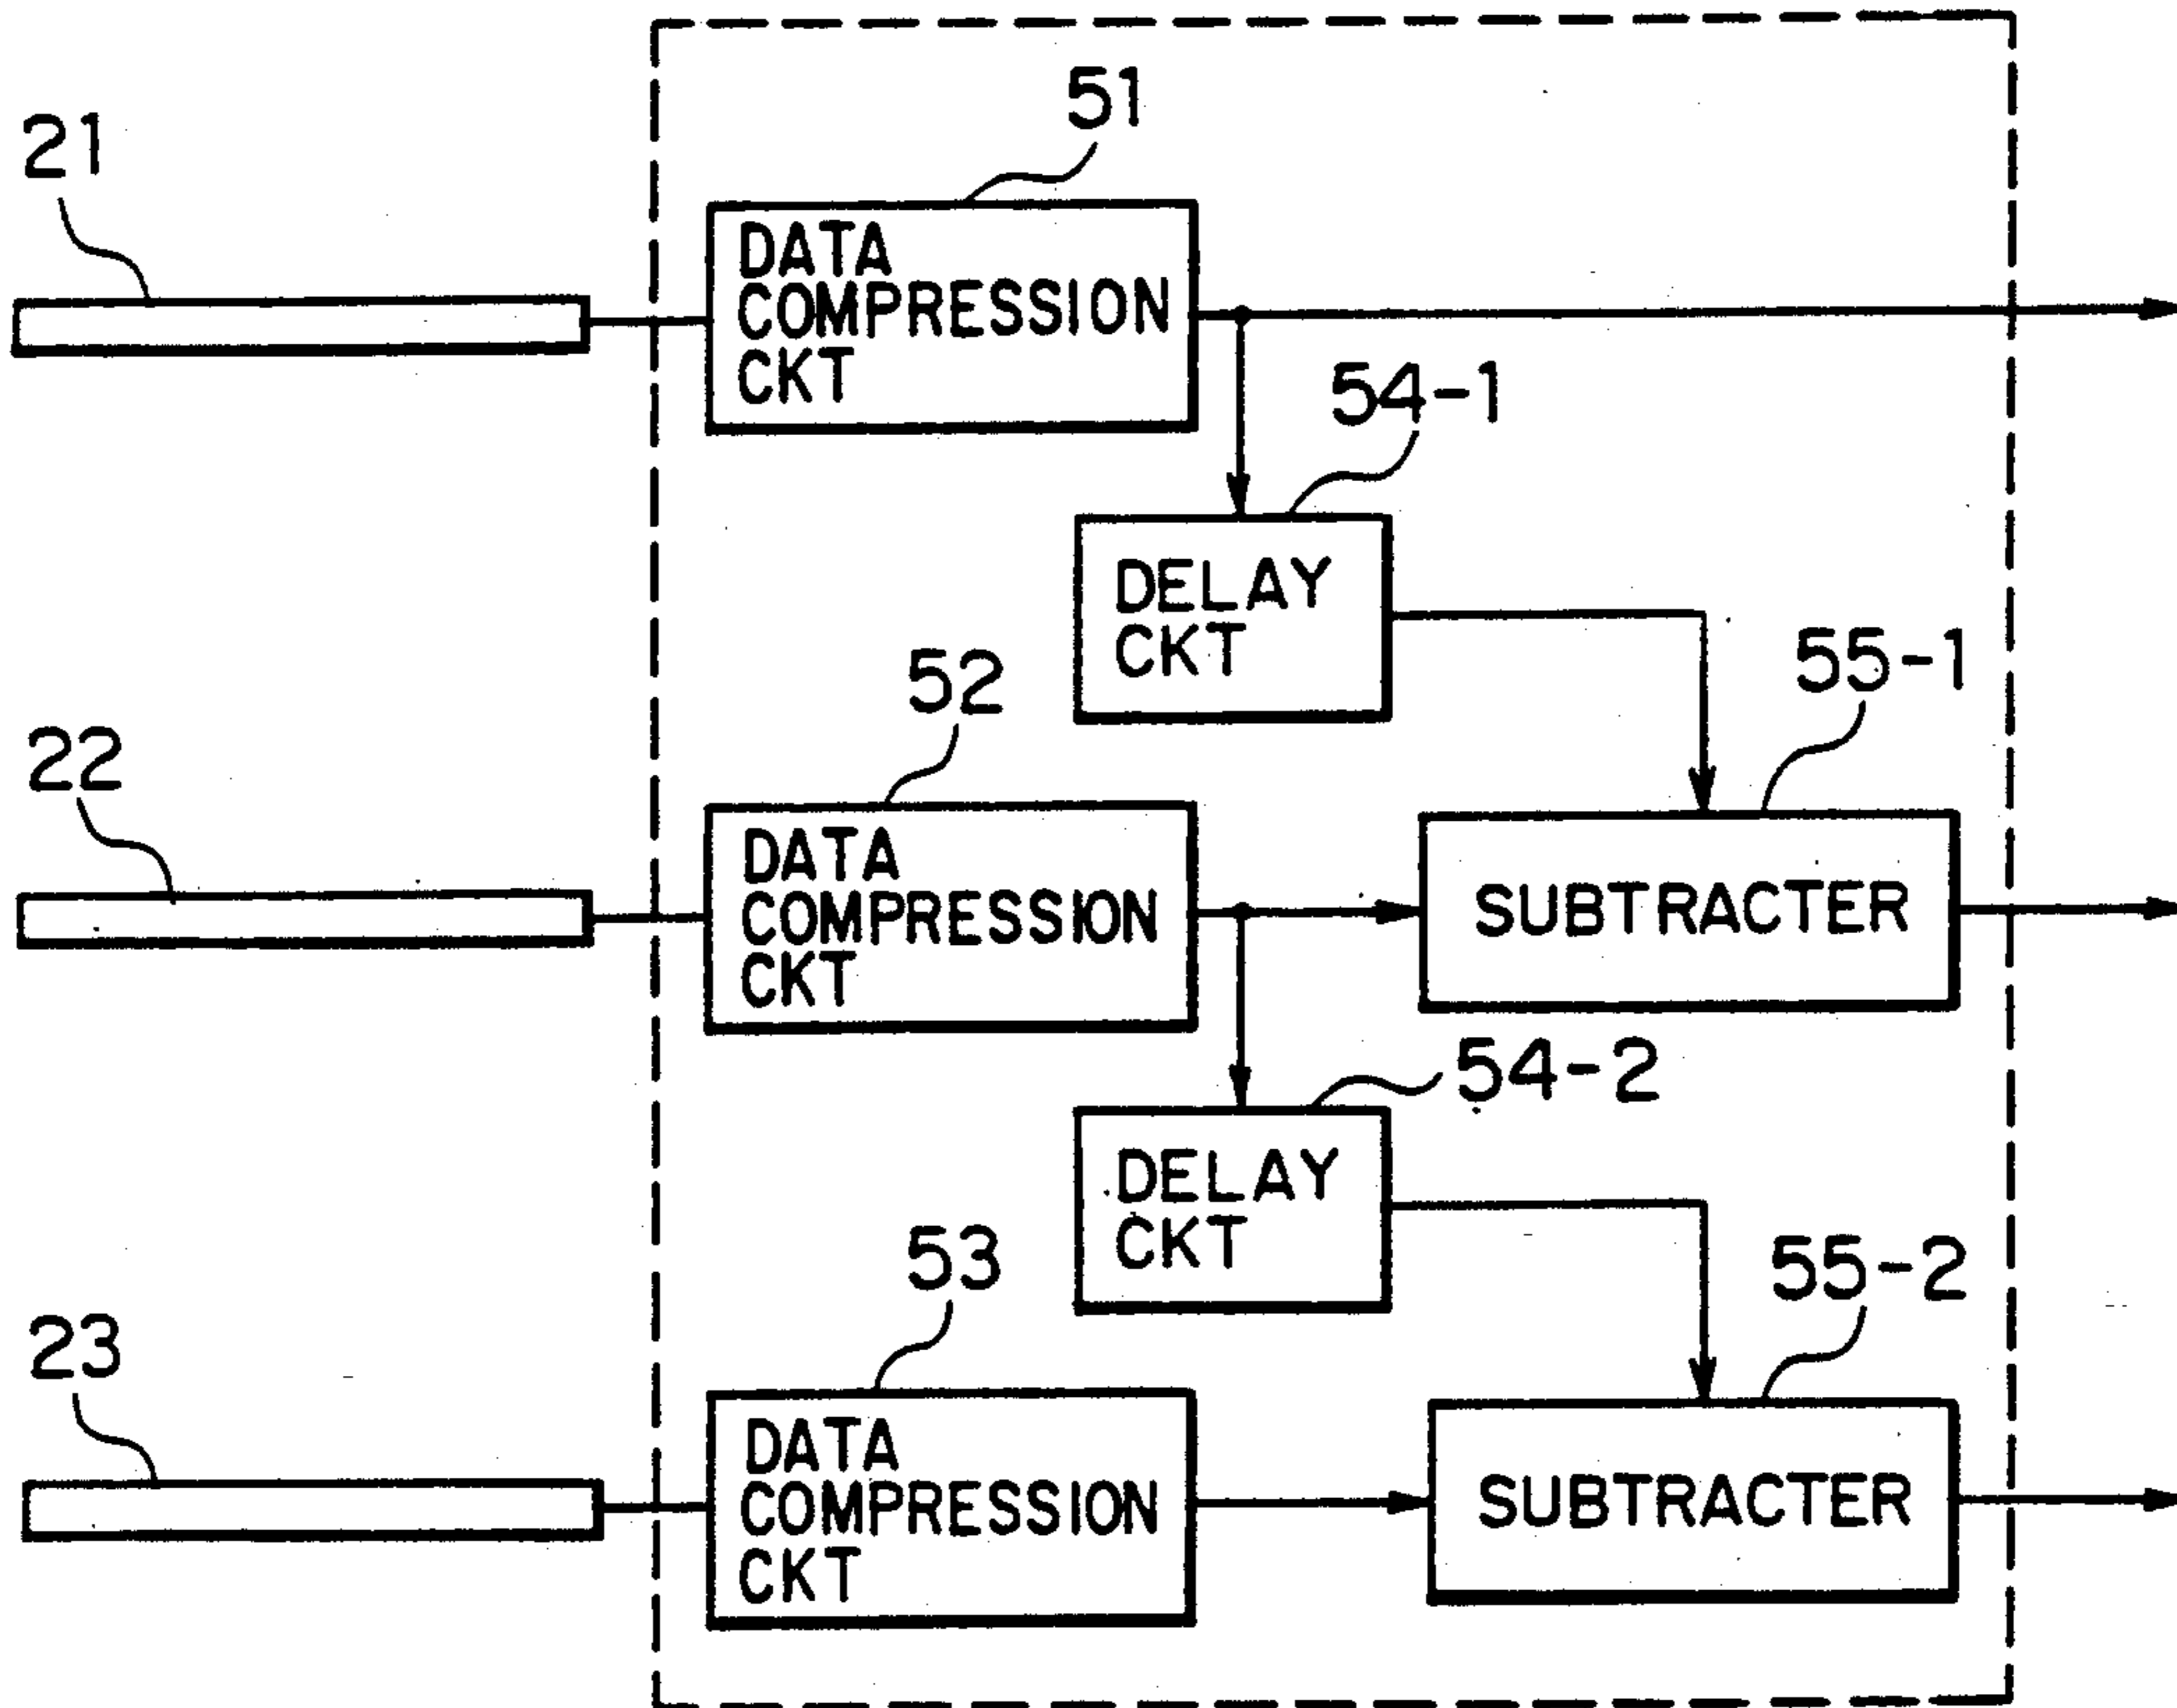 51
21
DATA
COMPRESSION
CKT
54-1
DELAY
CKT
55-1
52
22
DATA
COMPRESSION
CKT
SUBTRACTER
54-2
DELAY
CKT
53
55-2
23
DATA
COMPRESSION
CKT
SUBTRACTER